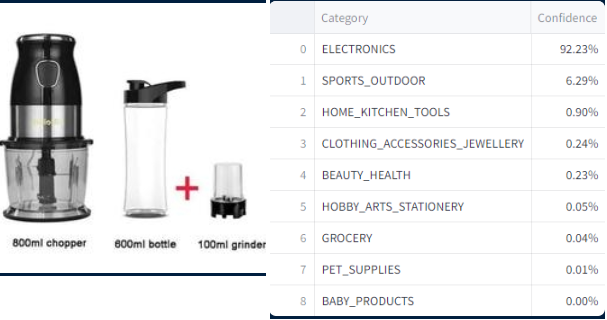 800ml chopper
600ml bottle
100ml grinder
Category Confidence
0 ELECTRONICS 92.23%
1 SPORTS_OUTDOOR 6.29%
2 HOME_KITCHEN_TOOLS 0.90%
3 CLOTHING_ACCESSORIES_JEWELLERY 0.24%
4 BEAUTY_HEALTH 0.23%
5 HOBBY_ARTS_STATIONERY 0.05%
6 GROCERY 0.04%
7 PET_SUPPLIES 0.01%
8 BABY_PRODUCTS 0.00%